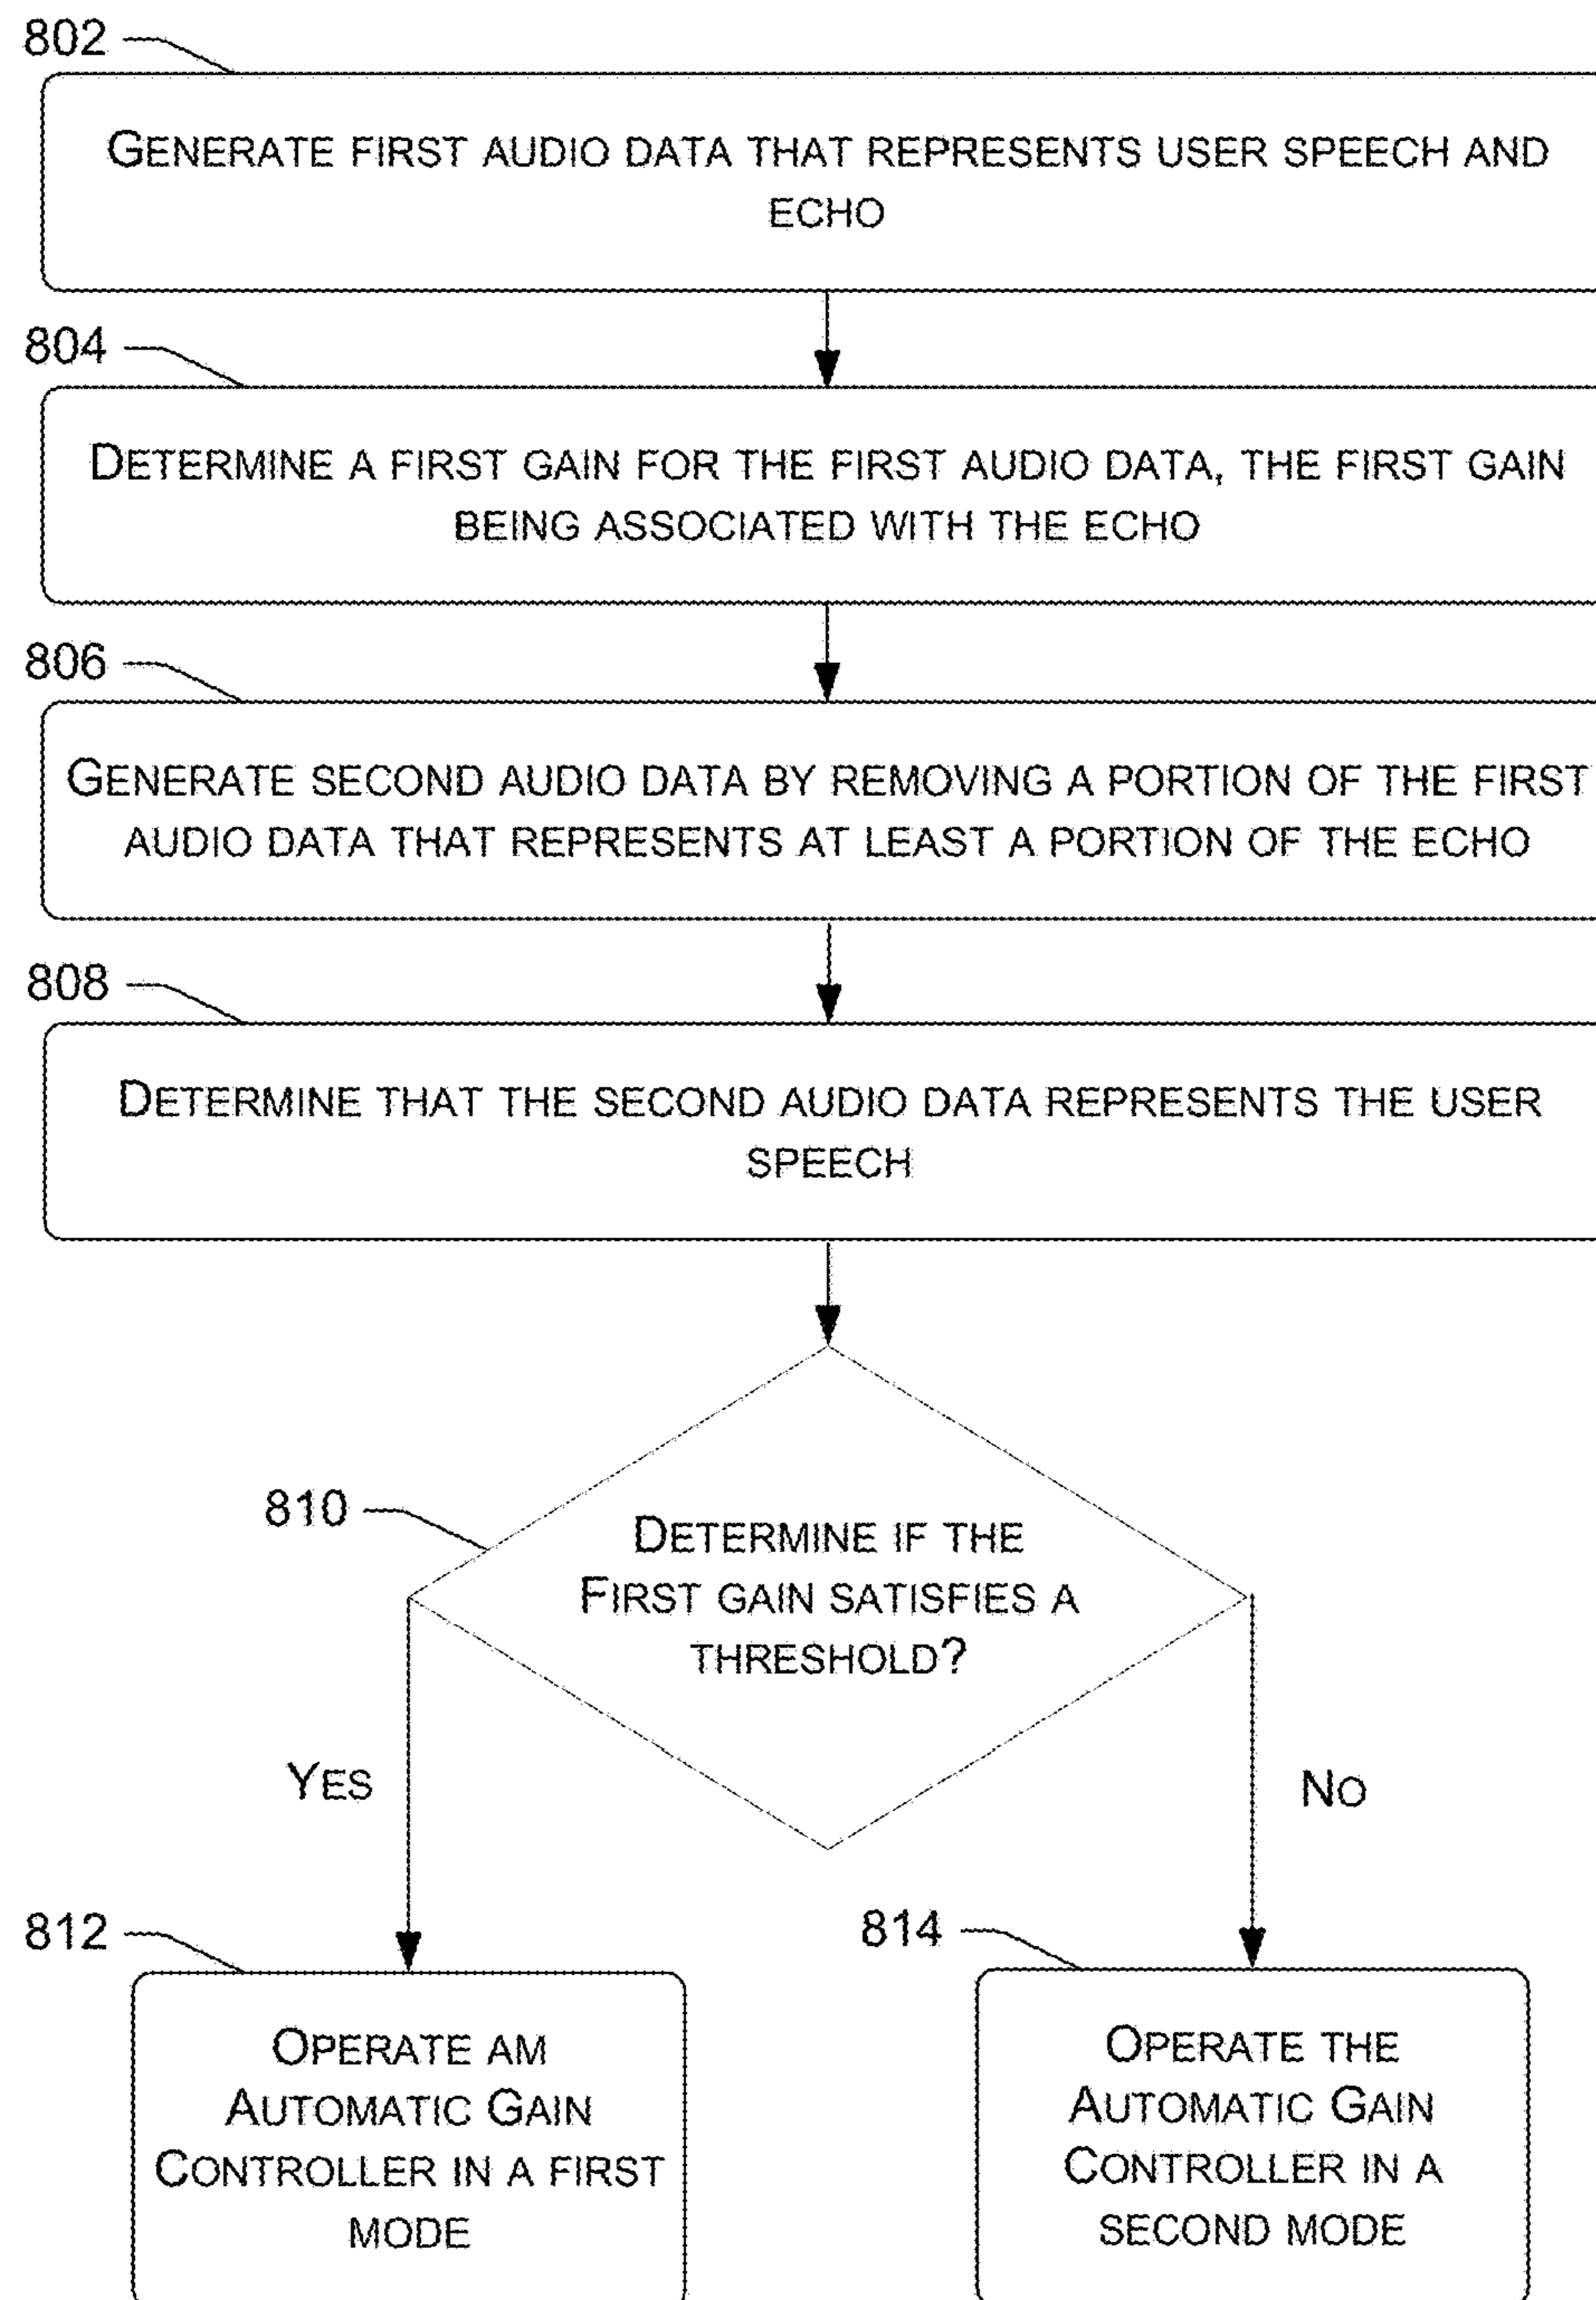 802
GENERATE FIRST AUDIO DATA THAT REPRESENTS USER SPEECH AND
ECHO
804
DETERMINE A FIRST GAIN FOR THE FIRST AUDIO DATA, THE FIRST GAIN
BEING ASSOCIATED WITH THE ECHO
806
GENERATE SECOND AUDIO DATA BY REMOVING A PORTION OF THE FIRST
AUDIO DATA THAT REPRESENTS AT LEAST A PORTION OF THE ECHO
808
DETERMINE THAT THE SECOND AUDIO DATA REPRESENTS THE USER
SPEECH
810
DETERMINE IF THE
FIRST GAIN SATISFIES A
THRESHOLD?
YES
NO
812
OPERATE AM
AUTOMATIC GAIN
CONTROLLER IN A FIRST
MODE
814
OPERATE THE
AUTOMATIC GAIN
CONTROLLER IN A
SECOND MODE